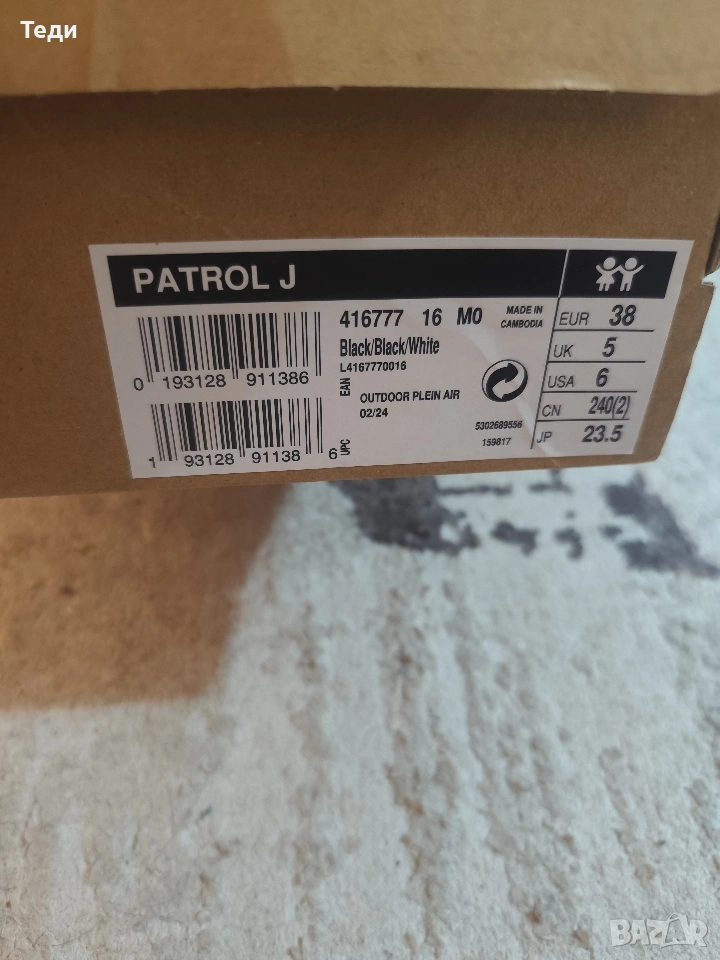 Теди
PATROL J
416777 16 M0
MADE IN
CAMBODIA
Black/Black/White
L4167770016
EAN
0 193128 911386
OUTDOOR PLEIN AIR
02/24
UPC
1 93128 91138 6
5302689556
159817
EUR 38
UK 5
USA 6
CN 240(2)
JP 23.5
BAZAR